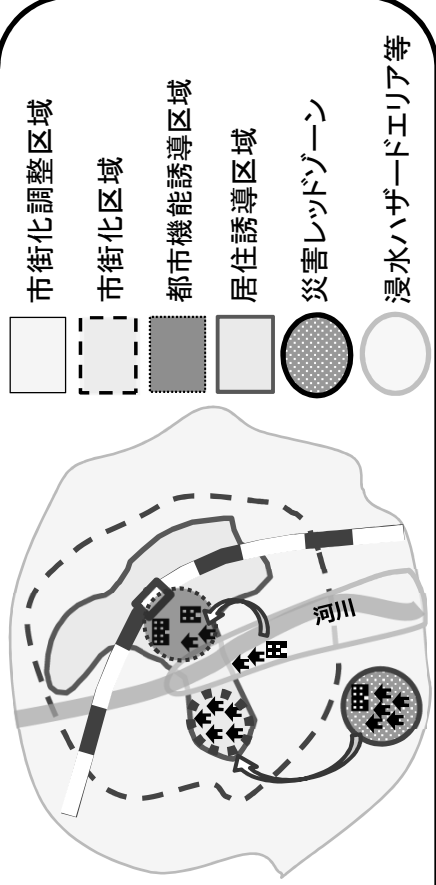 市街化調整区域
市街化区域
都市機能誘導区域
居住誘導区域
災害レッドゾーン
浸水ハザードエリア等
河川